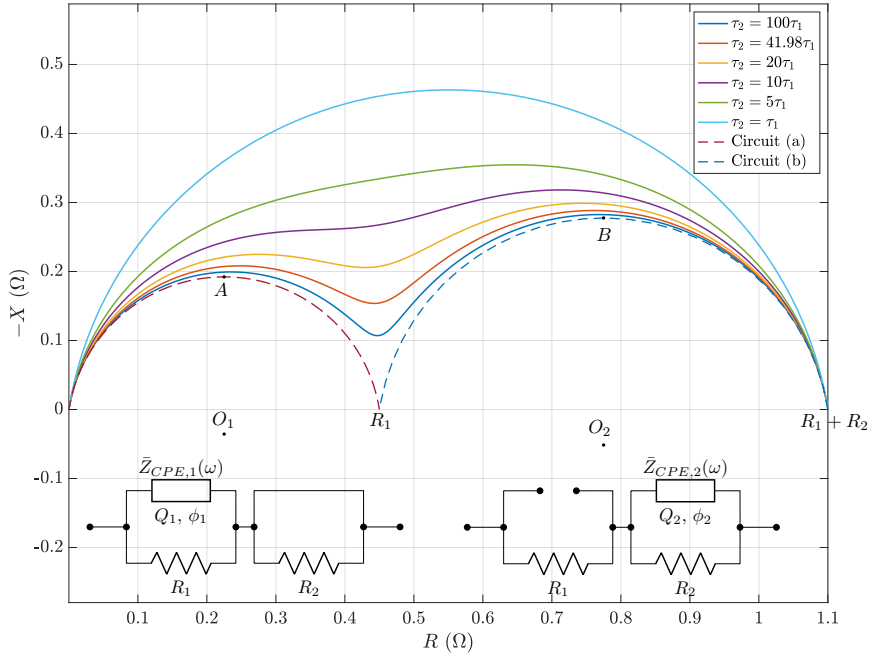 τ₂ = 100τ₁
τ₂ = 41.98τ₁
τ₂ = 20τ₁
τ₂ = 10τ₁
τ₂ = 5τ₁
τ₂ = τ₁
Circuit (a)
Circuit (b)
−X (Ω)
0.5
0.4
0.3
0.2
0.1
0
-0.1
-0.2
A
B
R₁
R₁ + R₂
O₁
O₂
Z̄_{CPE,1}(ω)
Q₁, ϕ₁
R₁
R₂
Z̄_{CPE,2}(ω)
Q₂, ϕ₂
R₁
R₂
0.1 0.2 0.3 0.4 0.5 0.6 0.7 0.8 0.9 1 1.1
R (Ω)